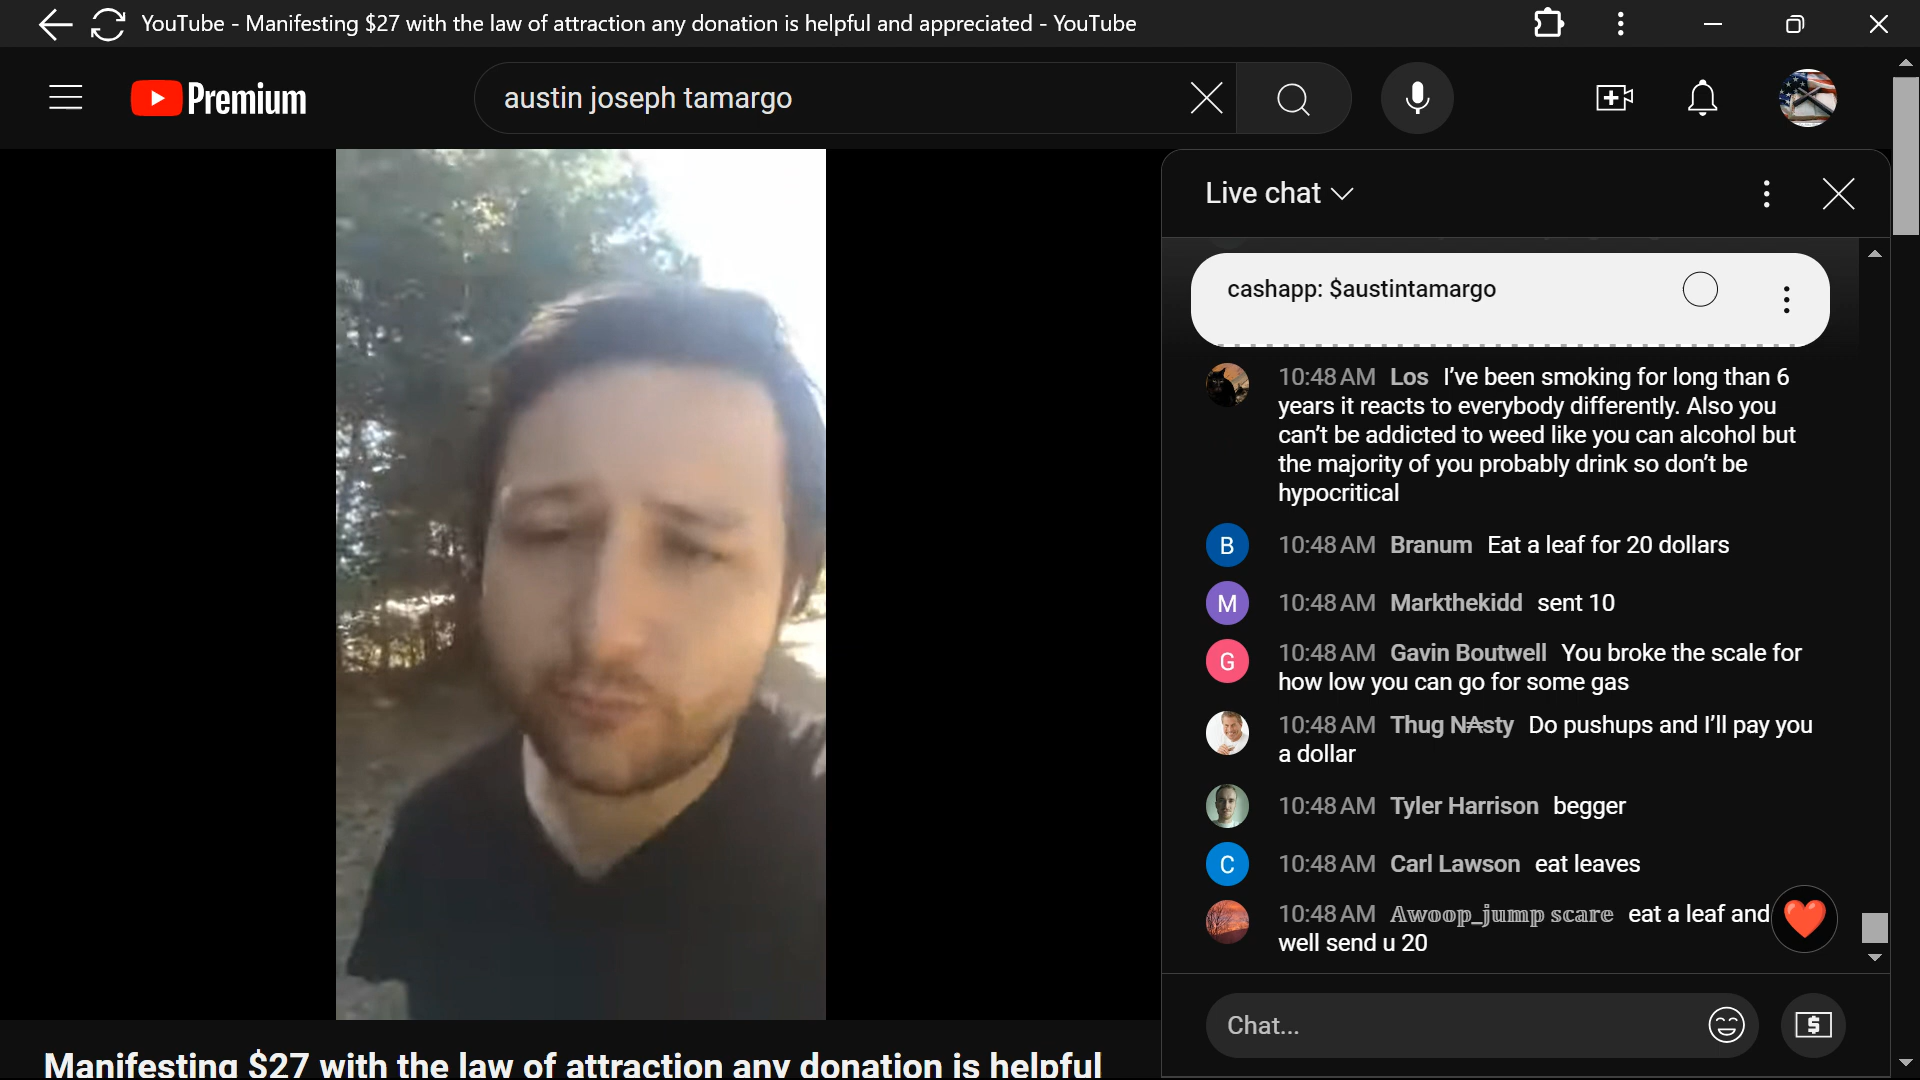 YouTube - Manifesting $27 with the law of attraction any donation is helpful and appreciated - YouTube
Premium
austin joseph tamargo
Live chat
cashapp: $austintamargo
10:48 AM Los I've been smoking for long than 6
years it reacts to everybody differently. Also you
can't be addicted to weed like you can alcohol but
the majority of you probably drink so don't be
hypocritical
B 10:48 AM Branum Eat a leaf for 20 dollars
M 10:48 AM Markthekidd sent 10
G 10:48 AM Gavin Boutwell You broke the scale for
how low you can go for some gas
10:48 AM Thug N₳sty Do pushups and I'll pay you
a dollar
10:48 AM Tyler Harrison begger
C 10:48 AM Carl Lawson eat leaves
10:48 AM 𝔸𝕨𝕠𝕠𝕡_𝕛𝕦𝕞𝕡 𝕤𝕔𝕒𝕣𝕖 eat a leaf and
well send u 20
Chat...
$
Manifesting $27 with the law of attraction any donation is helpful